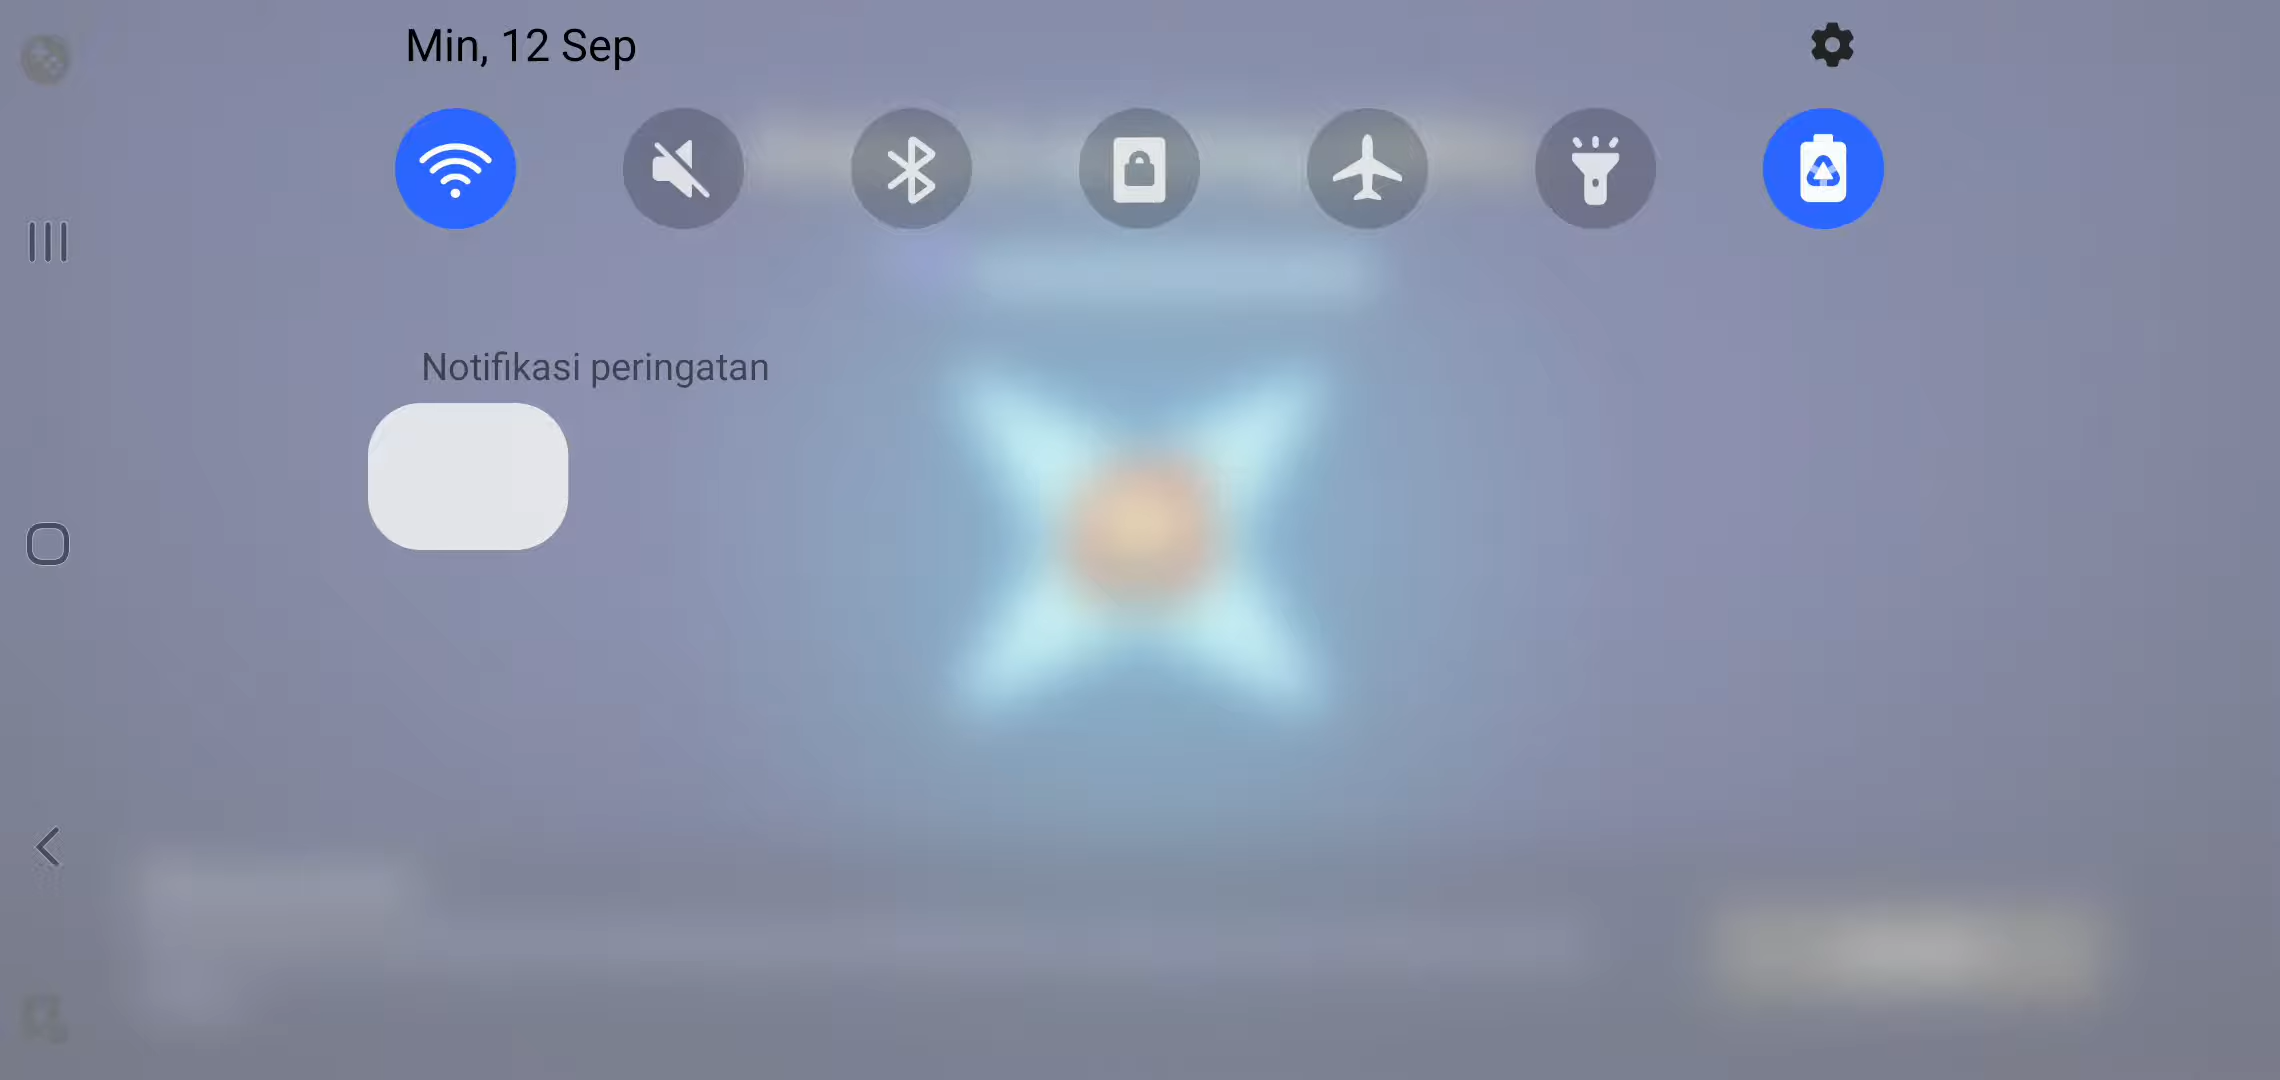 Min, 12 Sep
Notifikasi peringatan